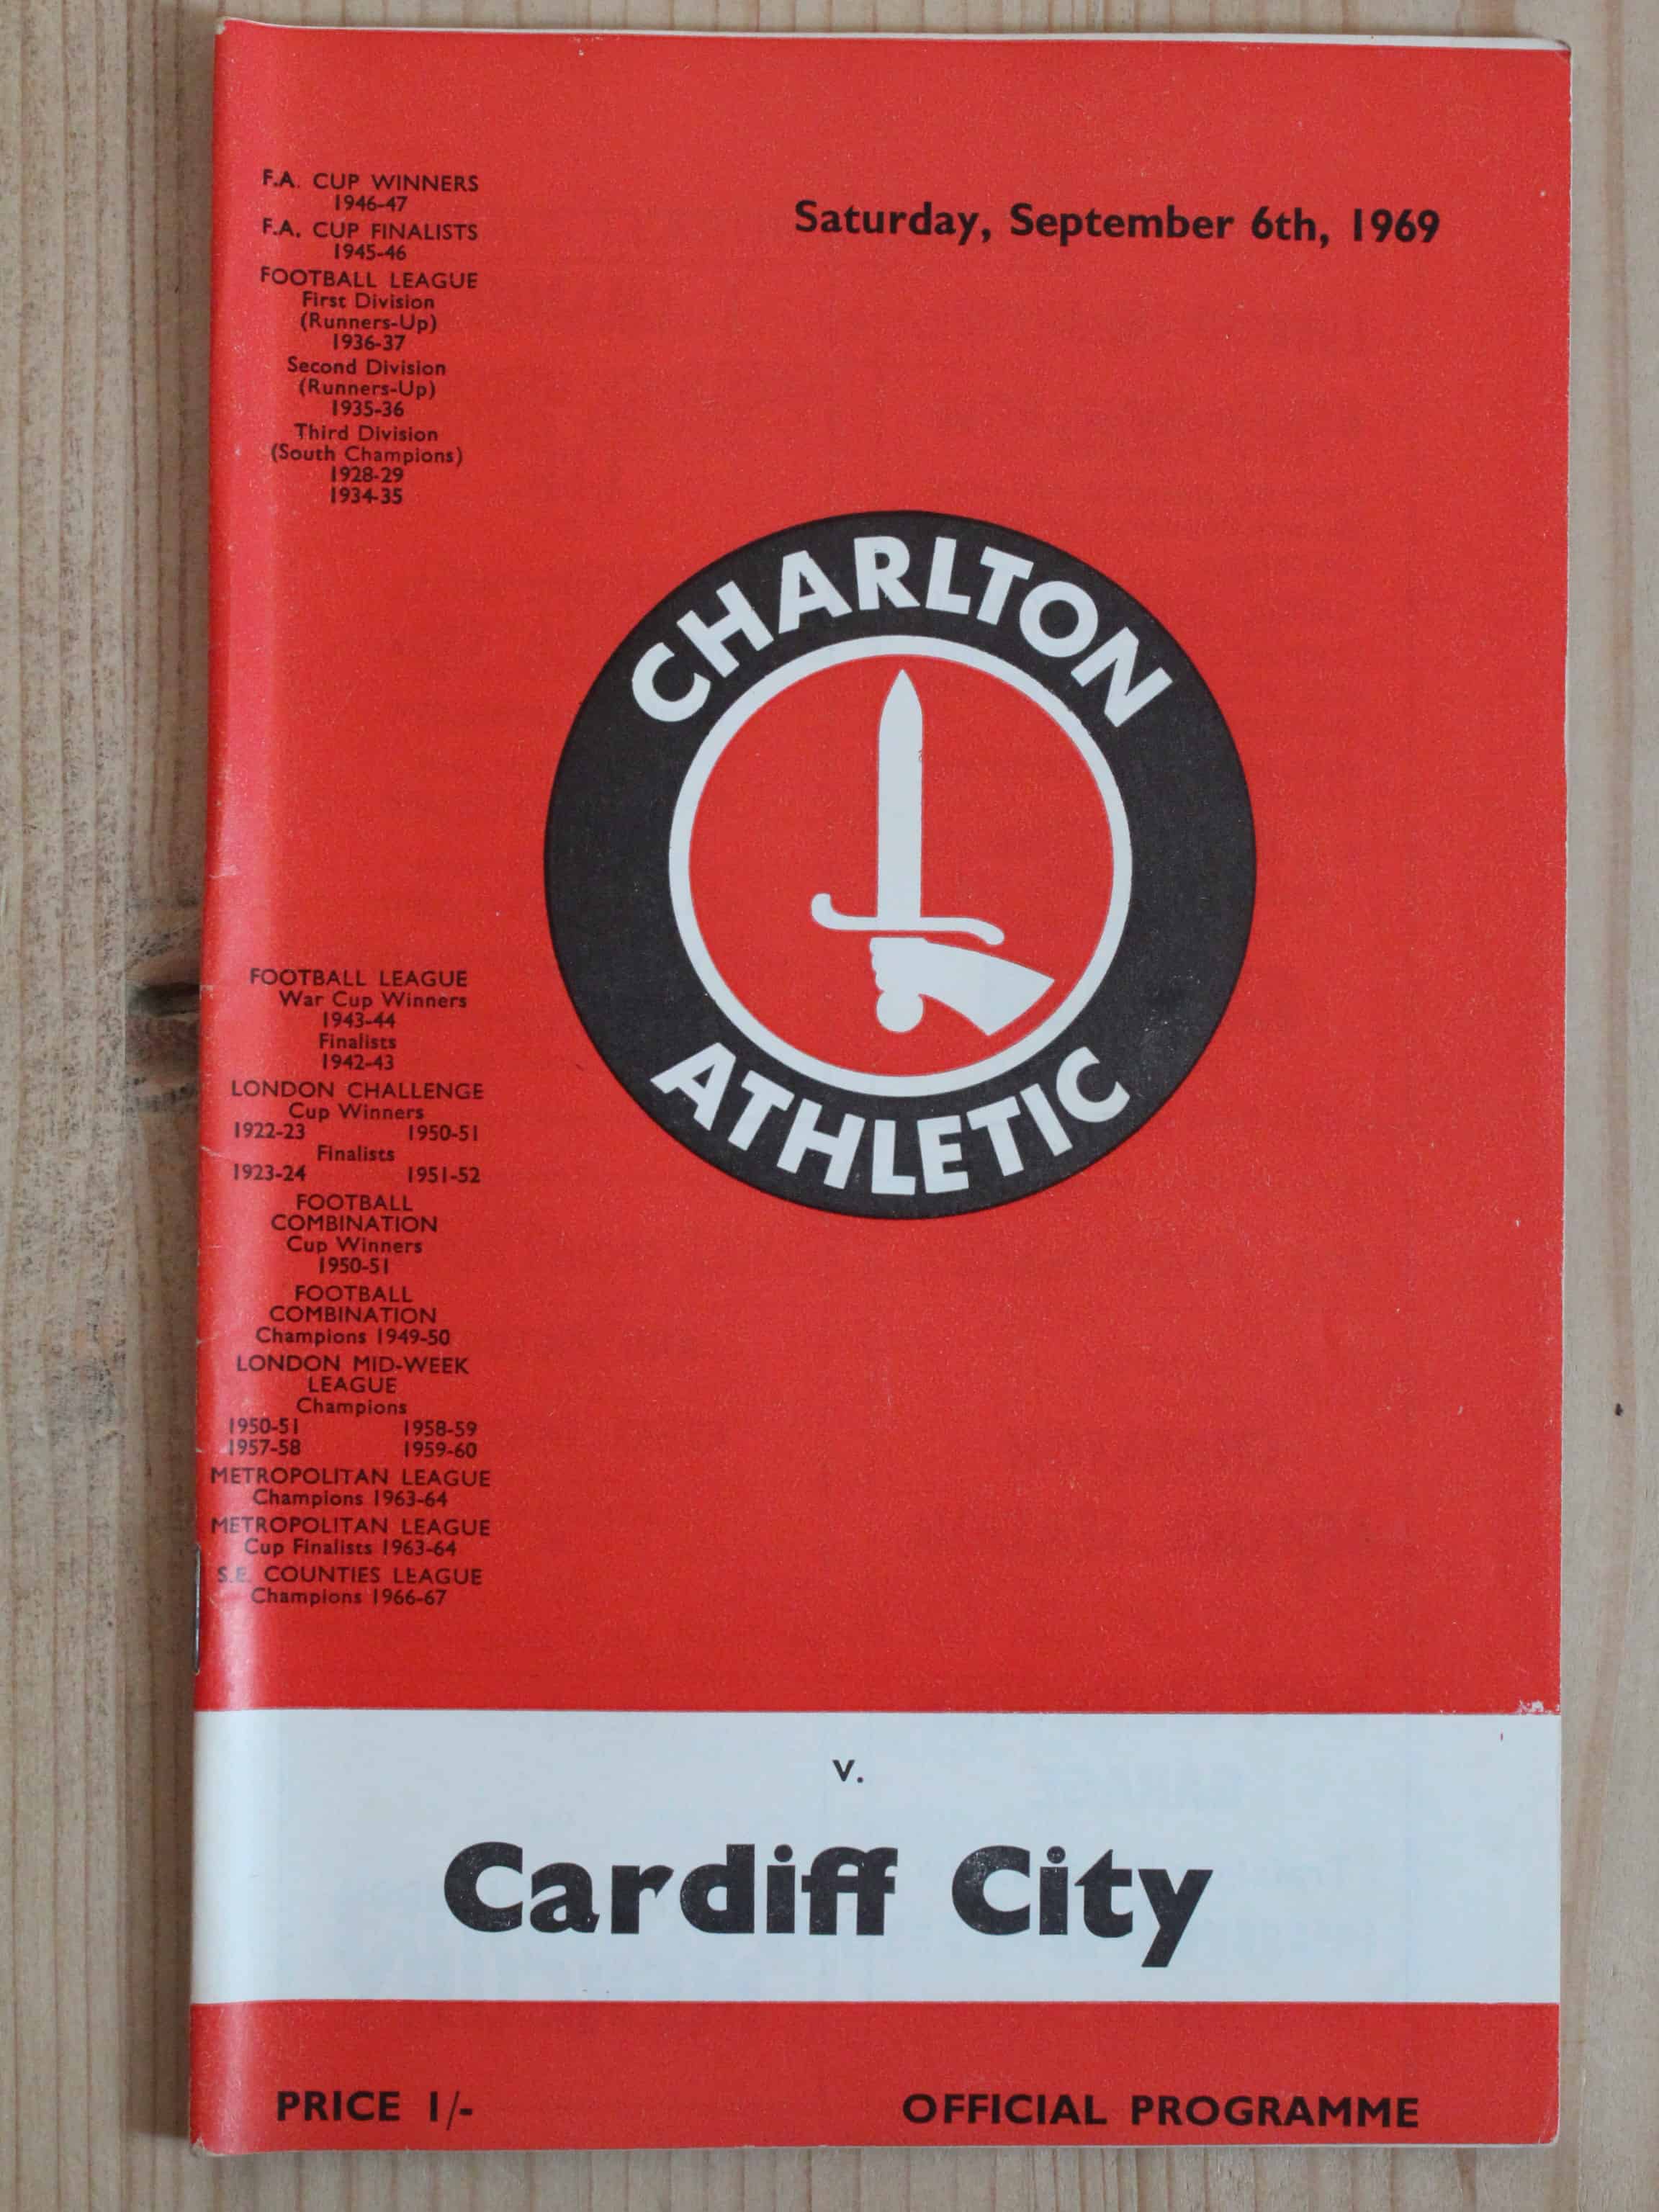 F.A. CUP WINNERS
1946-47
F.A. CUP FINALISTS
1945-46
FOOTBALL LEAGUE
First Division
(Runners-Up)
1936-37
Second Division
(Runners-Up)
1935-36
Third Division
(South Champions)
1928-29
1934-35
Saturday, September 6th, 1969
CHARLTON
ATHLETIC
FOOTBALL LEAGUE
War Cup Winners
1943-44
Finalists
1942-43
LONDON CHALLENGE
Cup Winners
1922-23 1950-51
Finalists
1923-24 1951-52
FOOTBALL
COMBINATION
Cup Winners
1950-51
FOOTBALL
COMBINATION
Champions 1949-50
LONDON MID-WEEK
LEAGUE
Champions
1950-51 1958-59
1957-58 1959-60
METROPOLITAN LEAGUE
Champions 1963-64
METROPOLITAN LEAGUE
Cup Finalists 1963-64
S.E. COUNTIES LEAGUE
Champions 1966-67
v.
Cardiff City
PRICE 1/-
OFFICIAL PROGRAMME